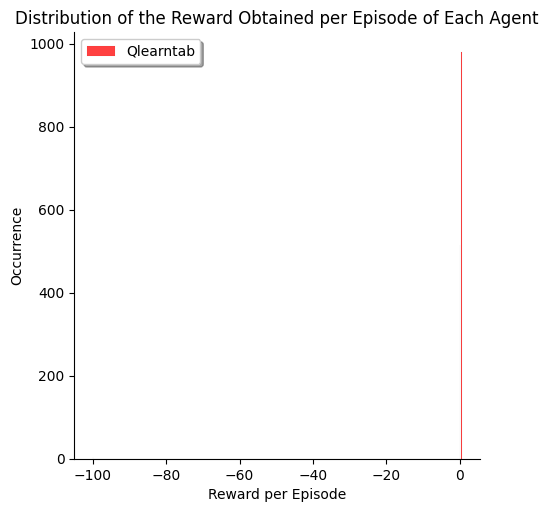 Distribution of the Reward Obtained per Episode of Each Agent
Qlearntab
1000
800
600
400
200
0
Occurrence
−100 −80 −60 −40 −20 0
Reward per Episode